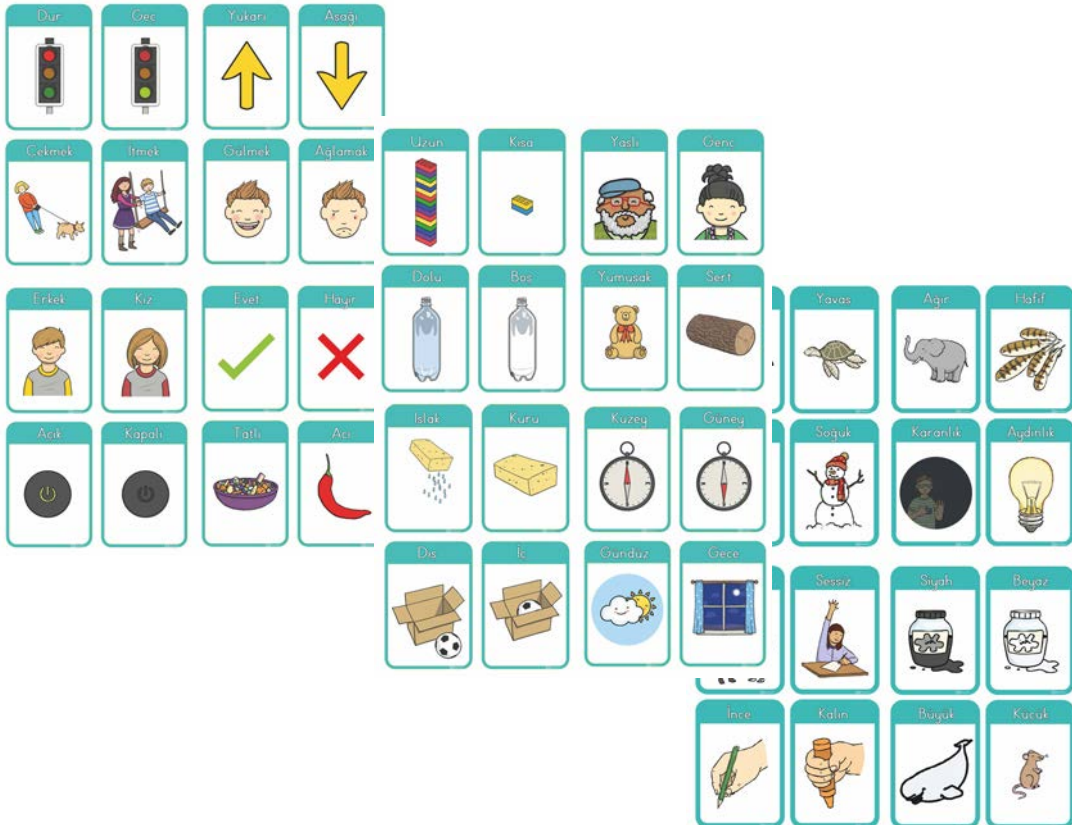 Dur Geç Yukarı Aşağı
Çekmek İtmek Gülmek Ağlamak
Erkek Kız Evet Hayır
Açık Kapalı Tatlı Acı
Uzun Kısa Yaşlı Genç
Dolu Boş Yumuşak Sert
Islak Kuru Kuzey Güney
Dış İç Gündüz Gece
Yavaş Ağır Hafif
Soğuk Karanlık Aydınlık
Sessiz Siyah Beyaz
İnce Kalın Büyük Küçük